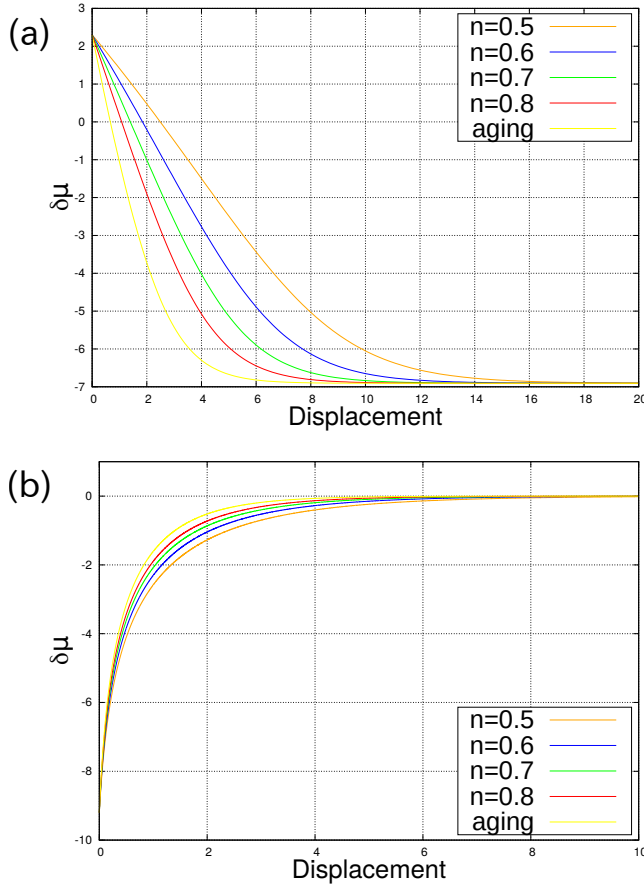 (a)
3
2
1
0
-1
-2
-3
-4
-5
-6
-7
δμ
0 2 4 6 8 10 12 14 16 18 20
Displacement
n=0.5
n=0.6
n=0.7
n=0.8
aging
(b)
0
-2
-4
-6
-8
-10
δμ
0 2 4 6 8 10
Displacement
n=0.5
n=0.6
n=0.7
n=0.8
aging